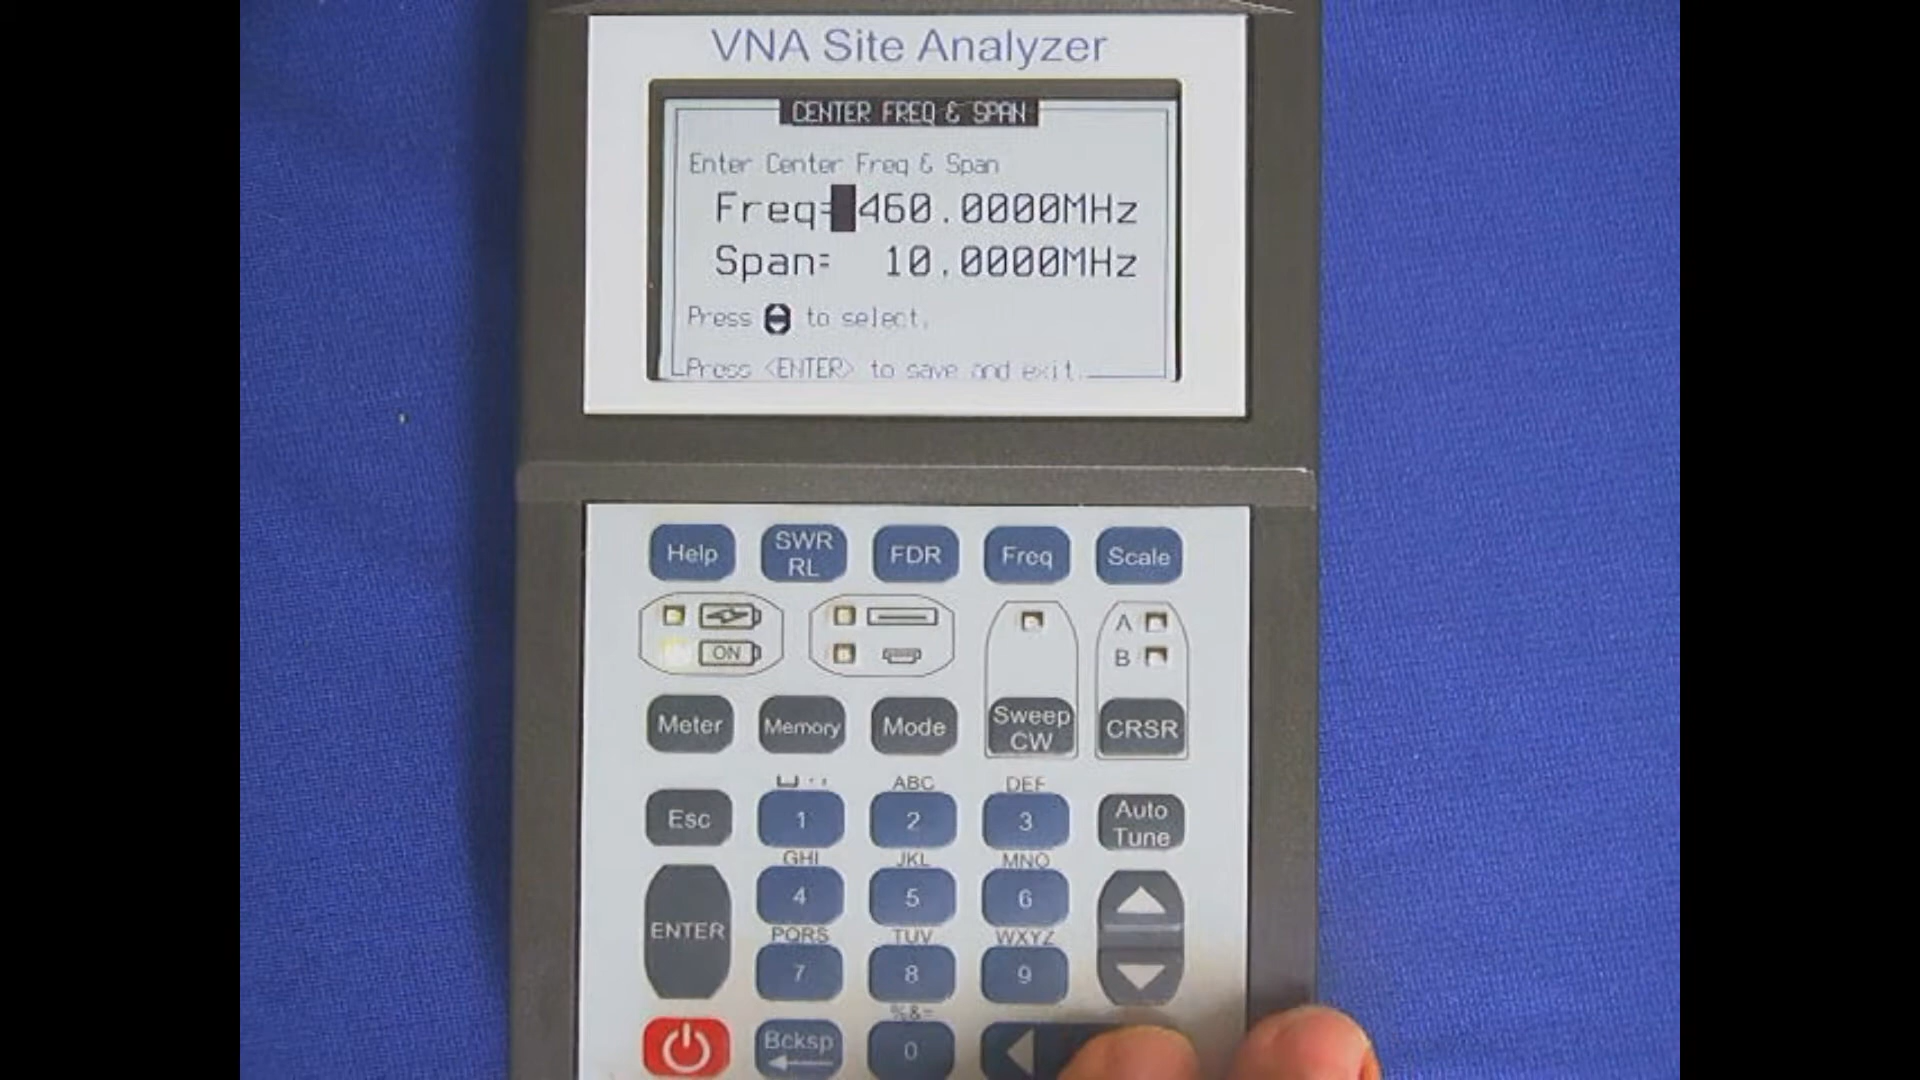 VNA Site Analyzer
CENTER FREQ & SPAN
Enter Center Freq & Span
Freq= 460.0000MHz
Span= 10.0000MHz
Press to select.
Press <ENTER> to save and exit.
Help
SWR
RL
FDR
Freq
Scale
ON
A
B
Meter
Memory
Mode
Sweep
CW
CRSR
ABC
DEF
Esc
1
2
3
Auto
Tune
GHI
JKL
MNO
4
5
6
ENTER
PQRS
TUV
WXYZ
7
8
9
%&=
Bcksp
0